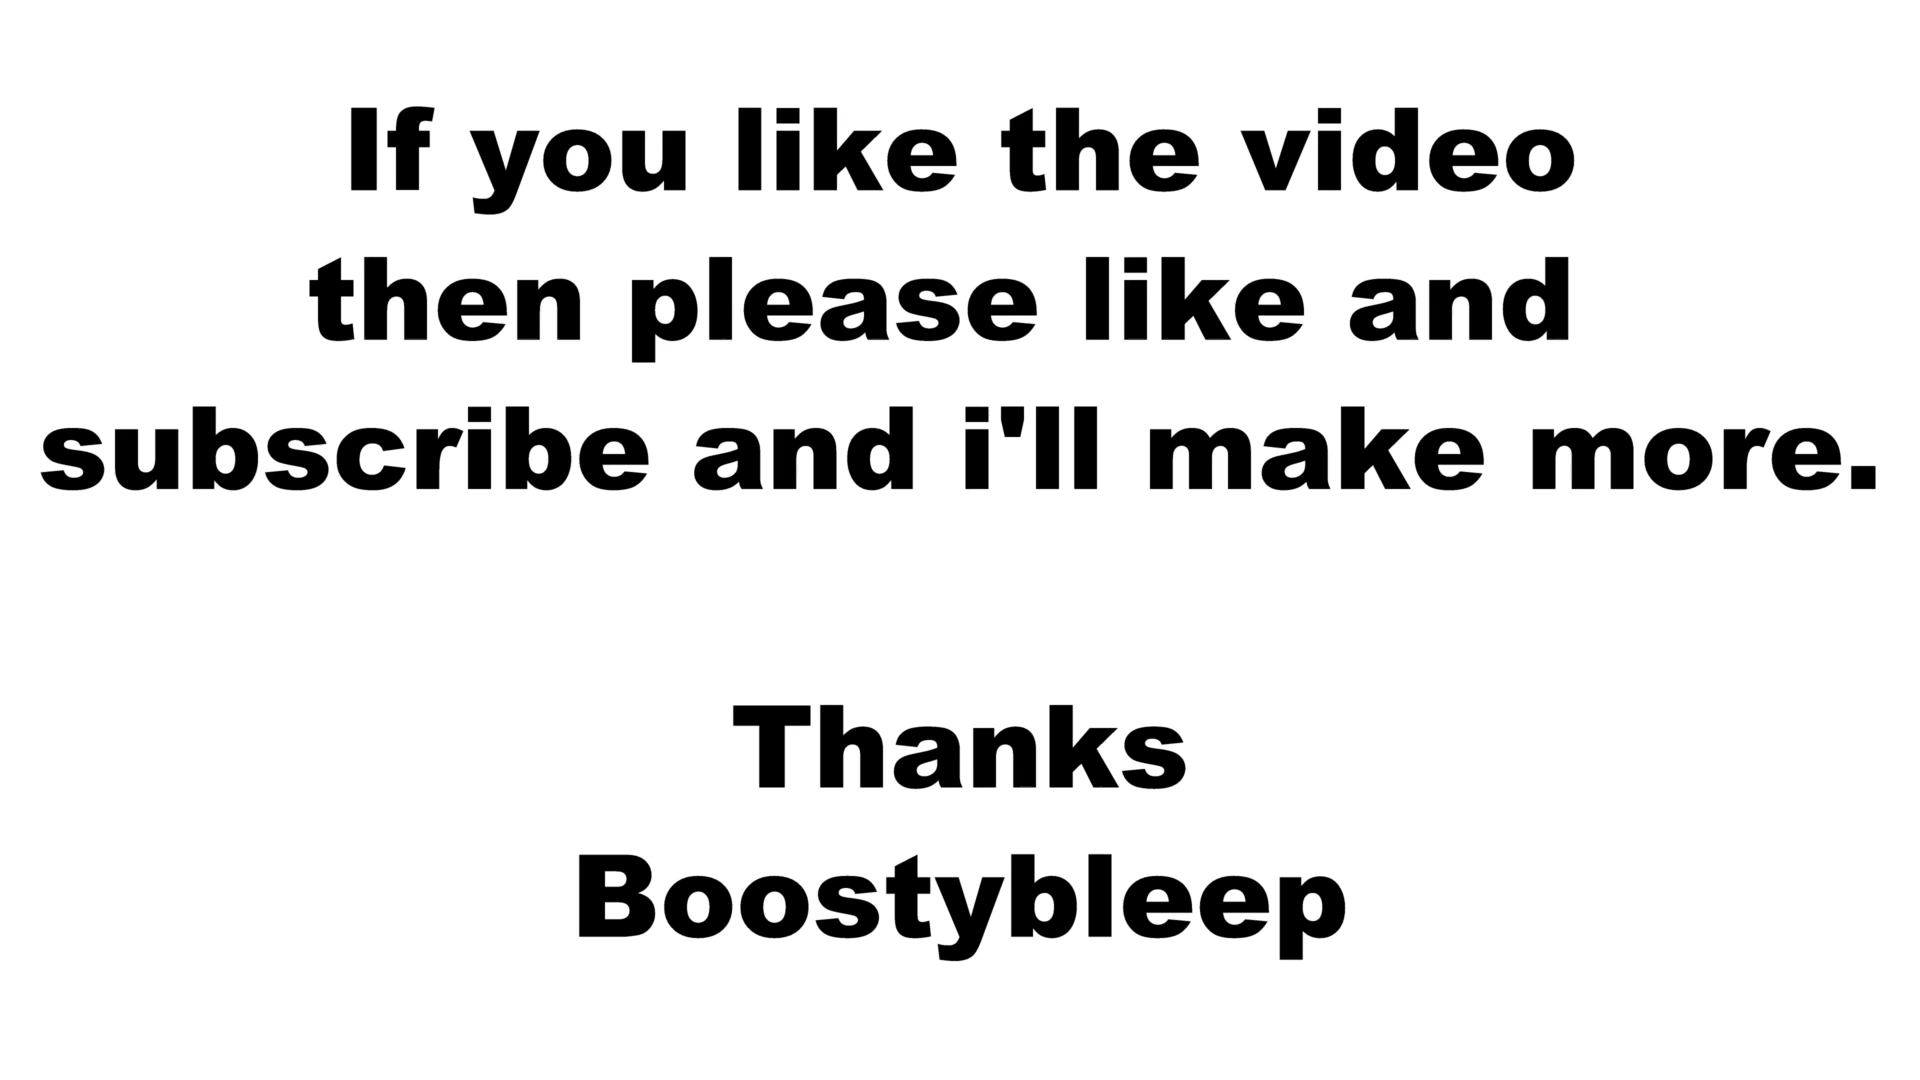 If you like the video
then please like and
subscribe and i'll make more.
Thanks
Boostybleep